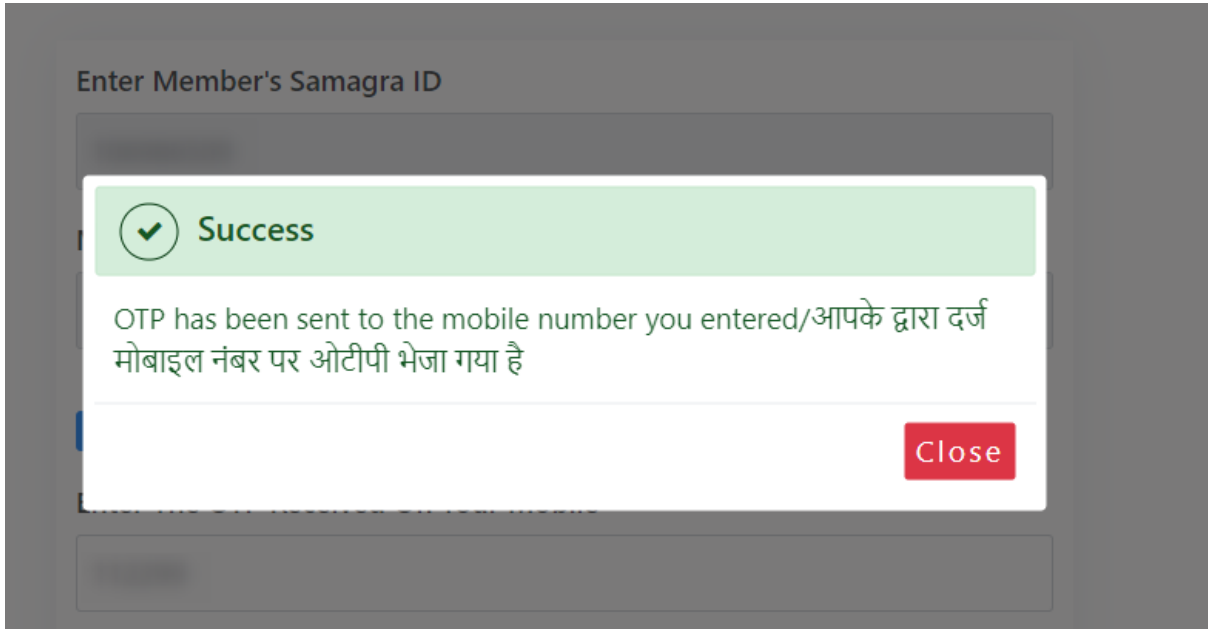 Enter Member's Samagra ID
Success
OTP has been sent to the mobile number you entered/आपके द्वारा दर्ज
मोबाइल नंबर पर ओटीपी भेजा गया है
Close